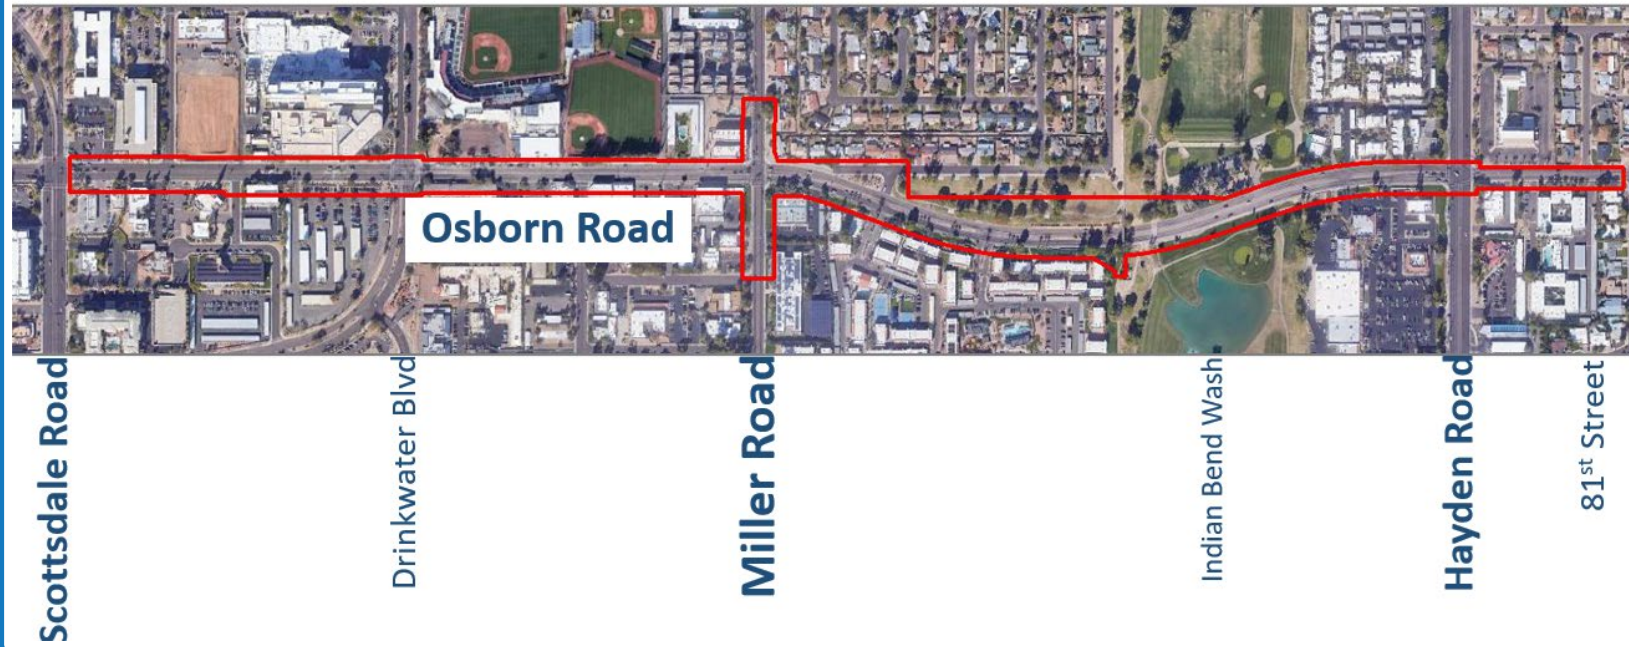 Osborn Road
Scottsdale Road
Drinkwater Blvd
Miller Road
Indian Bend Wash
Hayden Road
81st Street